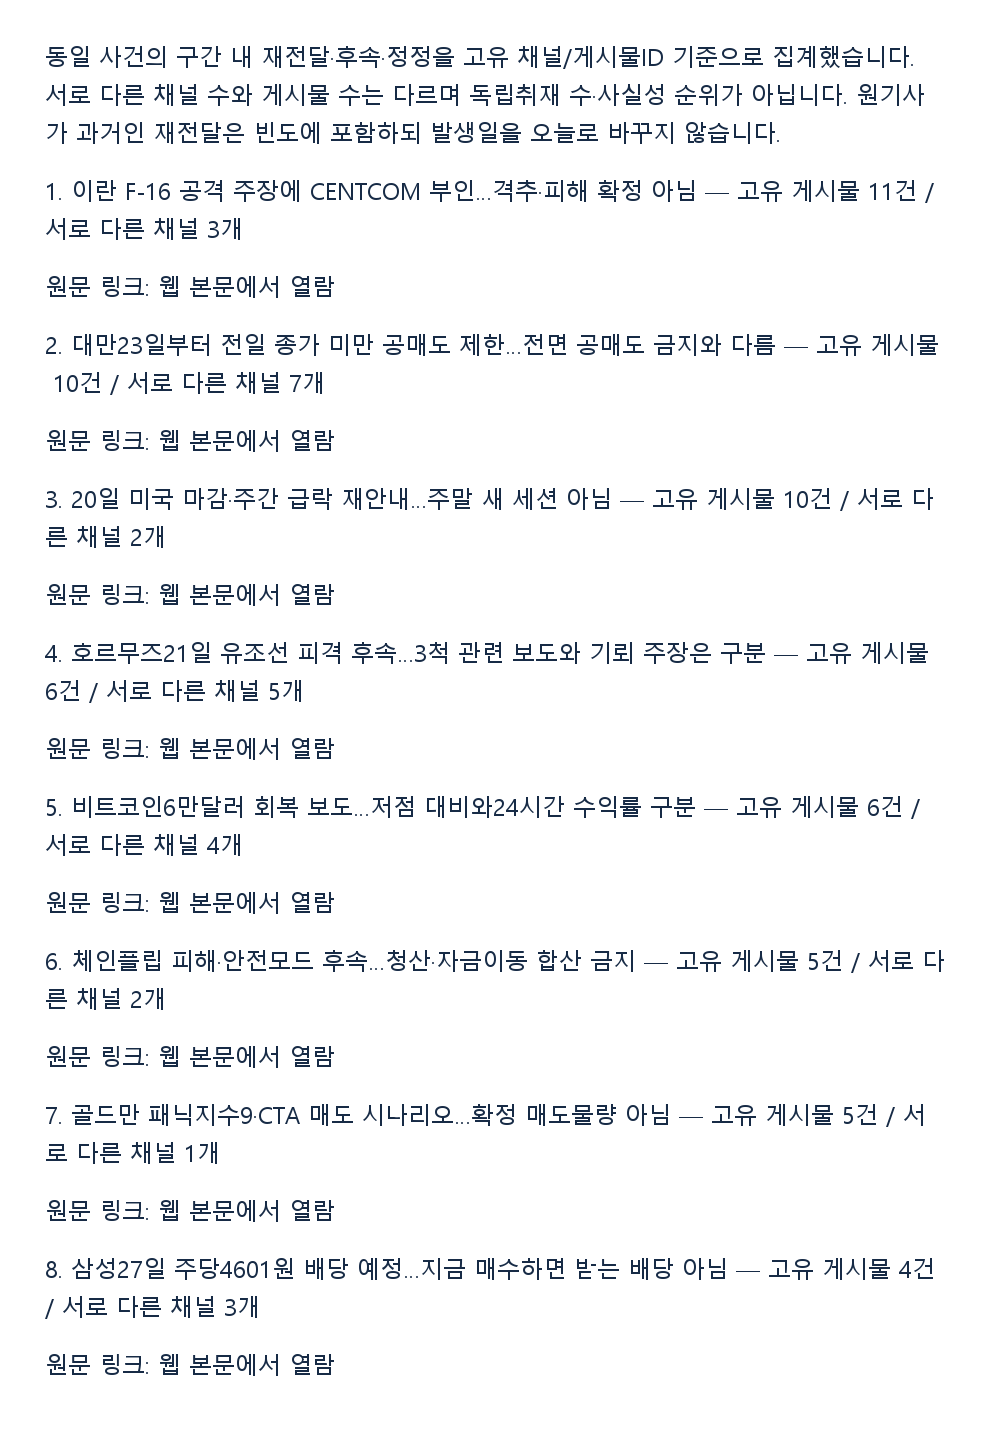 동일 사건의 구간 내 재전달·후속·정정을 고유 채널/게시물ID 기준으로 집계했습니다.
서로 다른 채널 수와 게시물 수는 다르며 독립취재 수·사실성 순위가 아닙니다. 원기사
가 과거인 재전달은 빈도에 포함하되 발생일을 오늘로 바꾸지 않습니다.
1. 이란 F-16 공격 주장에 CENTCOM 부인…격추·피해 확정 아님 — 고유 게시물 11건 /
서로 다른 채널 3개
원문 링크: 웹 본문에서 열람
2. 대만23일부터 전일 종가 미만 공매도 제한…전면 공매도 금지와 다름 — 고유 게시물
10건 / 서로 다른 채널 7개
원문 링크: 웹 본문에서 열람
3. 20일 미국 마감·주간 급락 재안내…주말 새 세션 아님 — 고유 게시물 10건 / 서로 다
른 채널 2개
원문 링크: 웹 본문에서 열람
4. 호르무즈21일 유조선 피격 후속…3척 관련 보도와 기뢰 주장은 구분 — 고유 게시물
6건 / 서로 다른 채널 5개
원문 링크: 웹 본문에서 열람
5. 비트코인6만달러 회복 보도…저점 대비와24시간 수익률 구분 — 고유 게시물 6건 /
서로 다른 채널 4개
원문 링크: 웹 본문에서 열람
6. 체인플립 피해·안전모드 후속…청산·자금이동 합산 금지 — 고유 게시물 5건 / 서로 다
른 채널 2개
원문 링크: 웹 본문에서 열람
7. 골드만 패닉지수9·CTA 매도 시나리오…확정 매도물량 아님 — 고유 게시물 5건 / 서
로 다른 채널 1개
원문 링크: 웹 본문에서 열람
8. 삼성27일 주당4601원 배당 예정…지금 매수하면 받는 배당 아님 — 고유 게시물 4건
/ 서로 다른 채널 3개
원문 링크: 웹 본문에서 열람